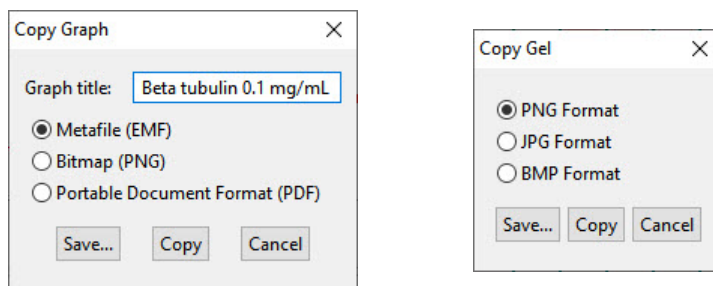 Copy Graph
Graph title: Beta tubulin 0.1 mg/mL
Metafile (EMF)
Bitmap (PNG)
Portable Document Format (PDF)
Save... Copy Cancel
Copy Gel
PNG Format
JPG Format
BMP Format
Save... Copy Cancel